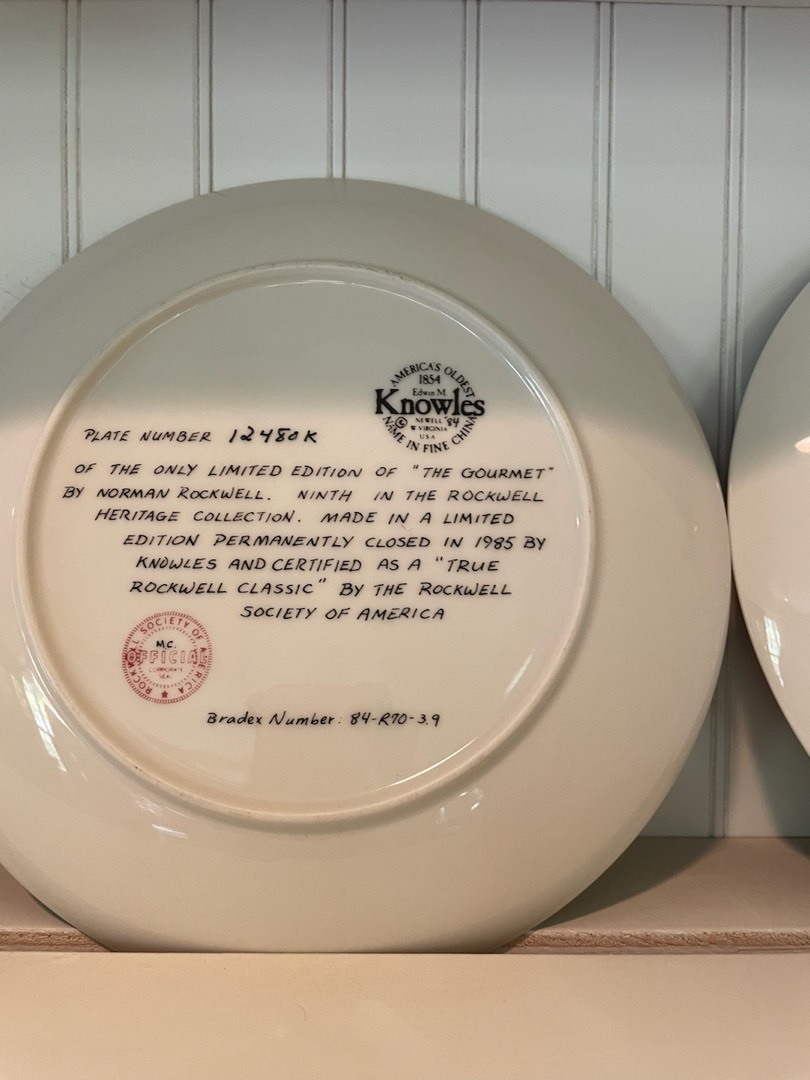 AMERICA'S OLDEST
1854
Edwin M.
Knowles
© NEWELL '84
W VIRGINIA
USA
NAME IN FINE CHINA
PLATE NUMBER 12480K
OF THE ONLY LIMITED EDITION OF "THE GOURMET"
BY NORMAN ROCKWELL. NINTH IN THE ROCKWELL
HERITAGE COLLECTION. MADE IN A LIMITED
EDITION PERMANENTLY CLOSED IN 1985 BY
KNOWLES AND CERTIFIED AS A "TRUE
ROCKWELL CLASSIC" BY THE ROCKWELL
SOCIETY OF AMERICA
ROCKWELL SOCIETY OF AMERICA
M.C.
OFFICIAL
CORPORATE
SEAL
Bradex Number: 84-R70-3.9